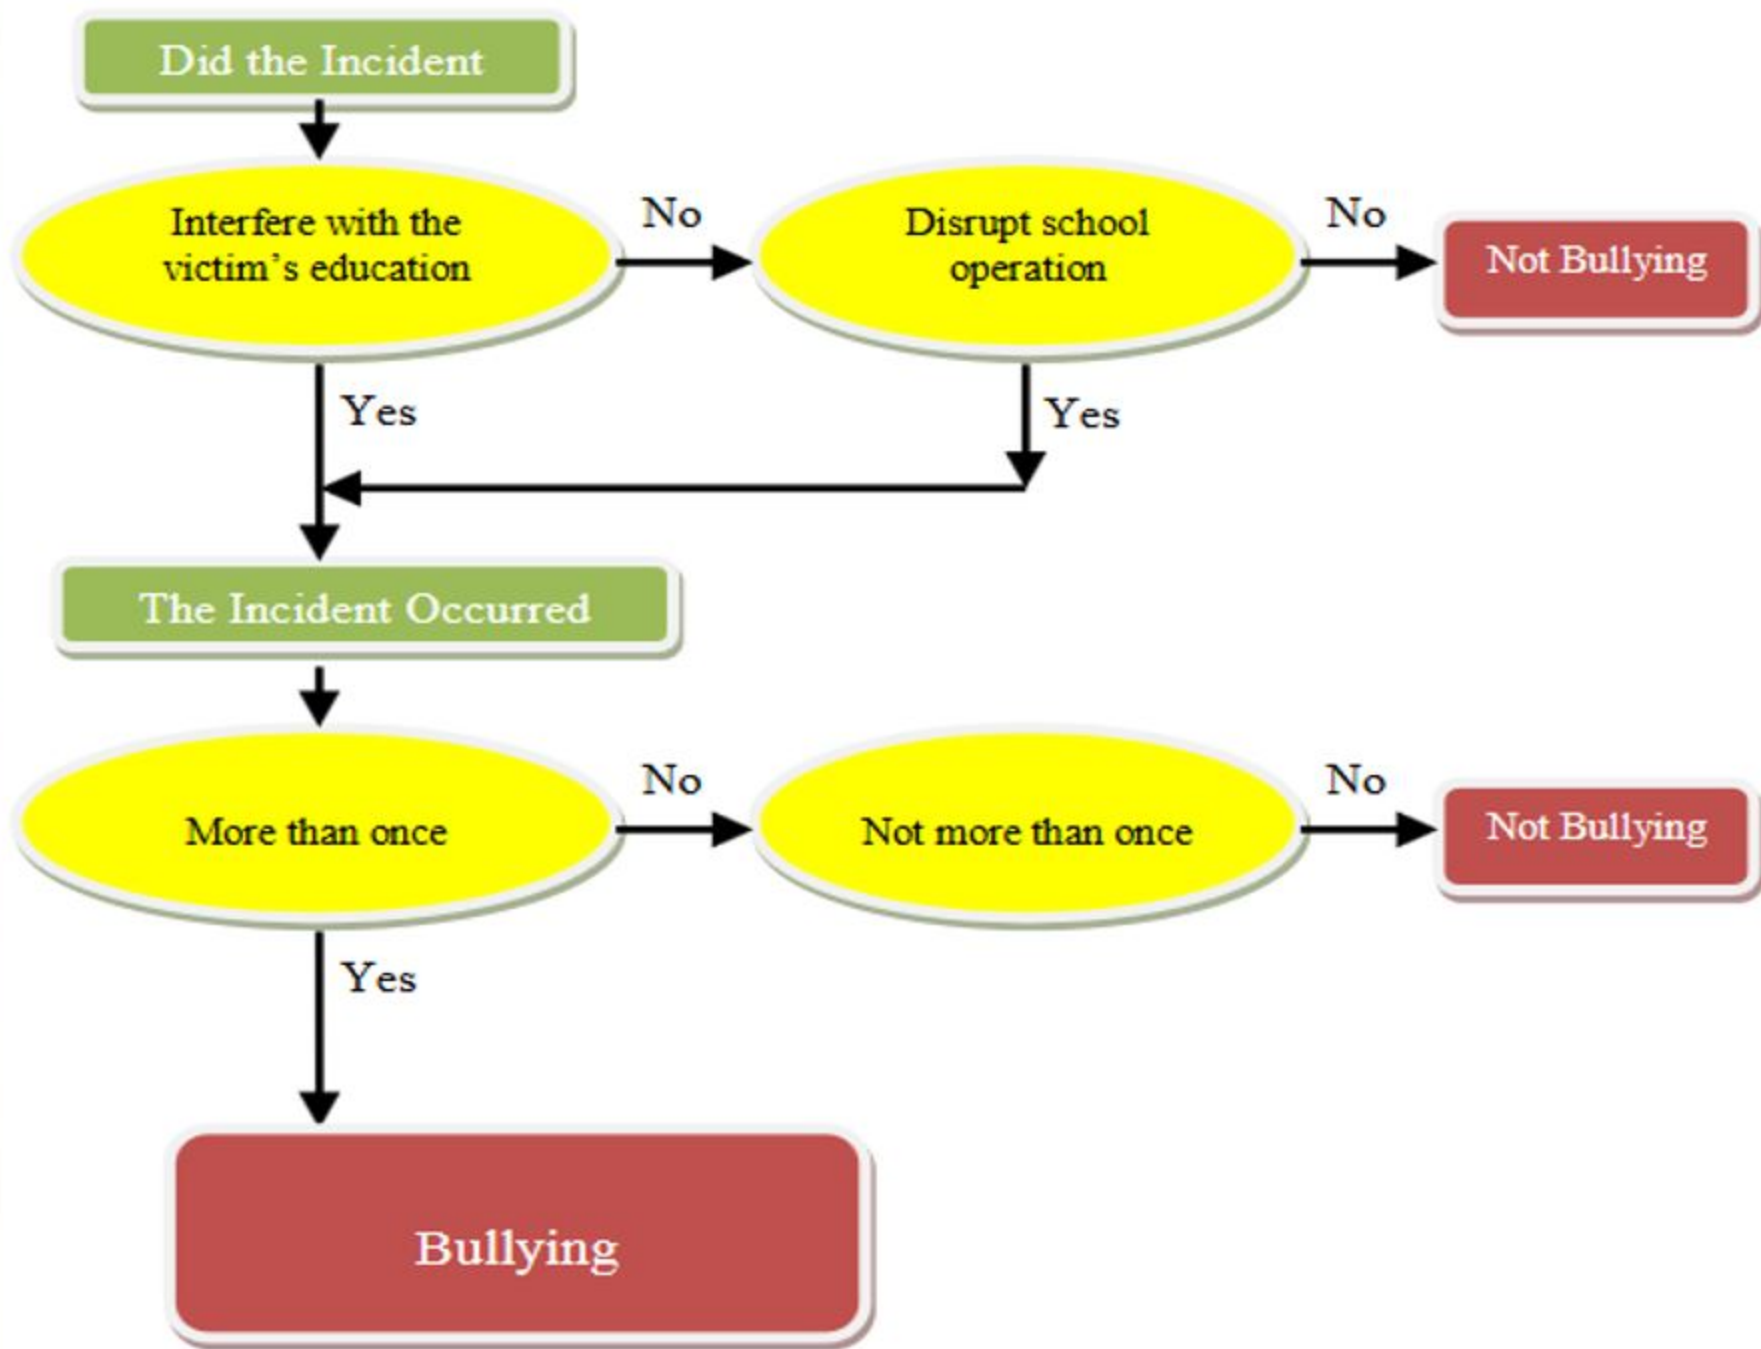 Did the Incident
Interfere with the
victim's education
No
Disrupt school
operation
No
Not Bullying
Yes
Yes
The Incident Occurred
More than once
No
Not more than once
No
Not Bullying
Yes
Bullying